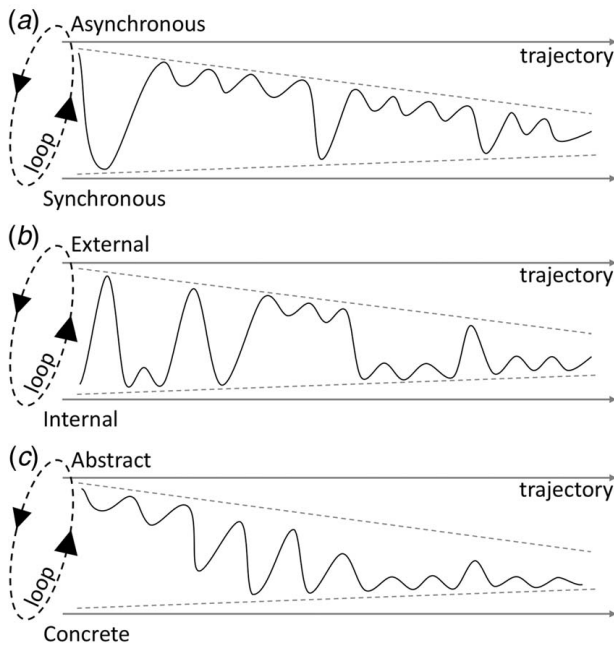 (a) Asynchronous
trajectory
loop
Synchronous
(b) External
trajectory
loop
Internal
(c) Abstract
trajectory
loop
Concrete